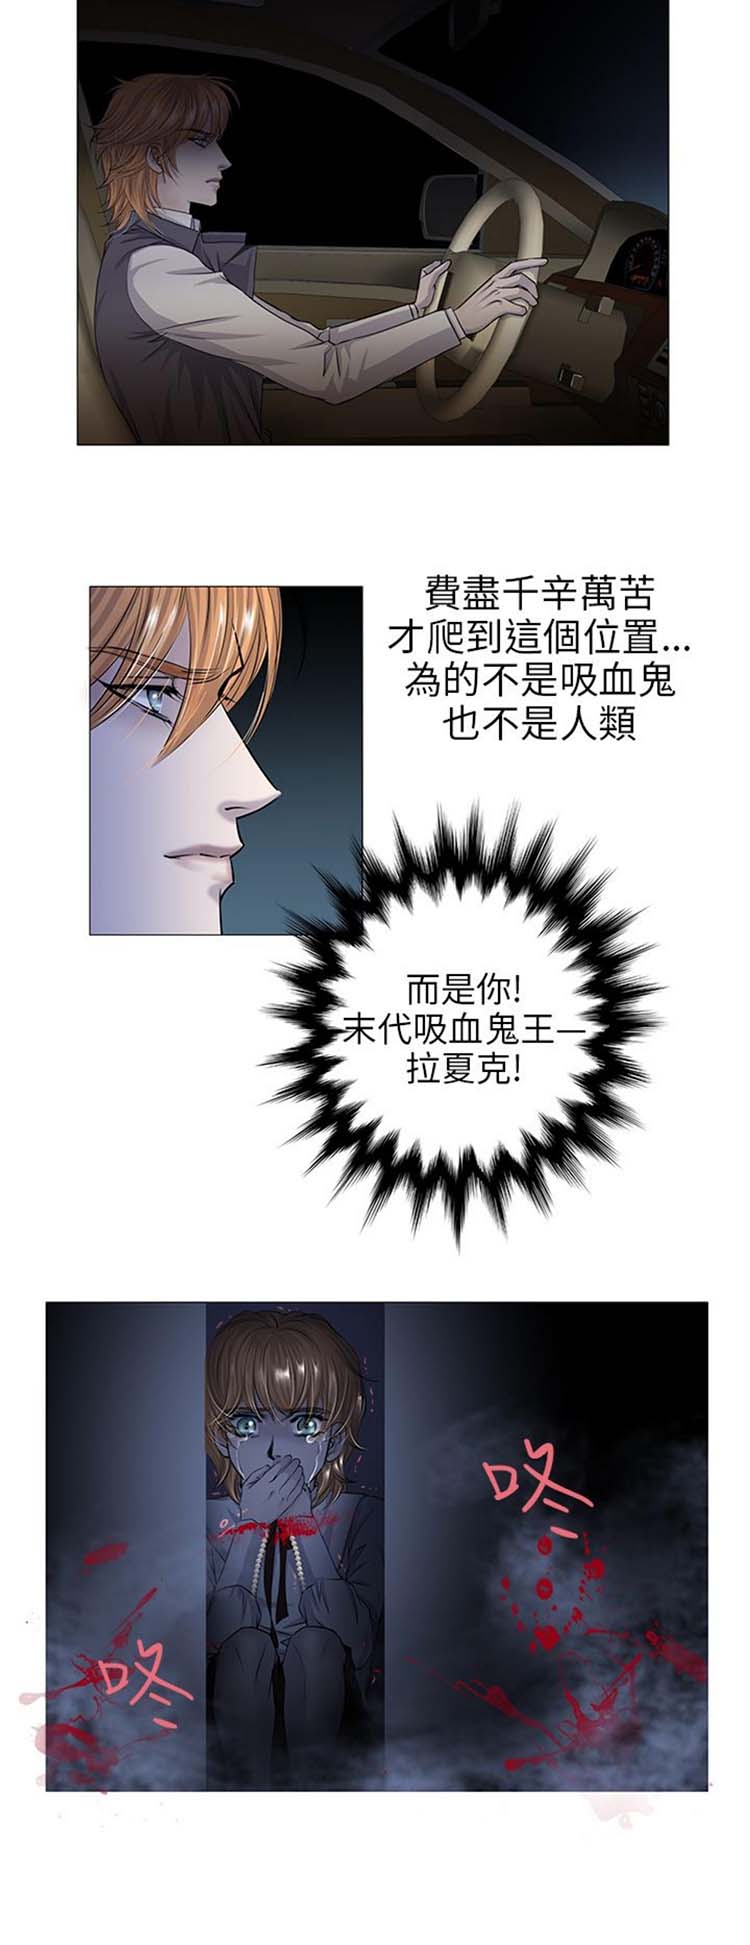 費盡千辛萬苦
才爬到這個位置...
為的不是吸血鬼
也不是人類
而是你!
末代吸血鬼王—
拉夏克!
咚
咚